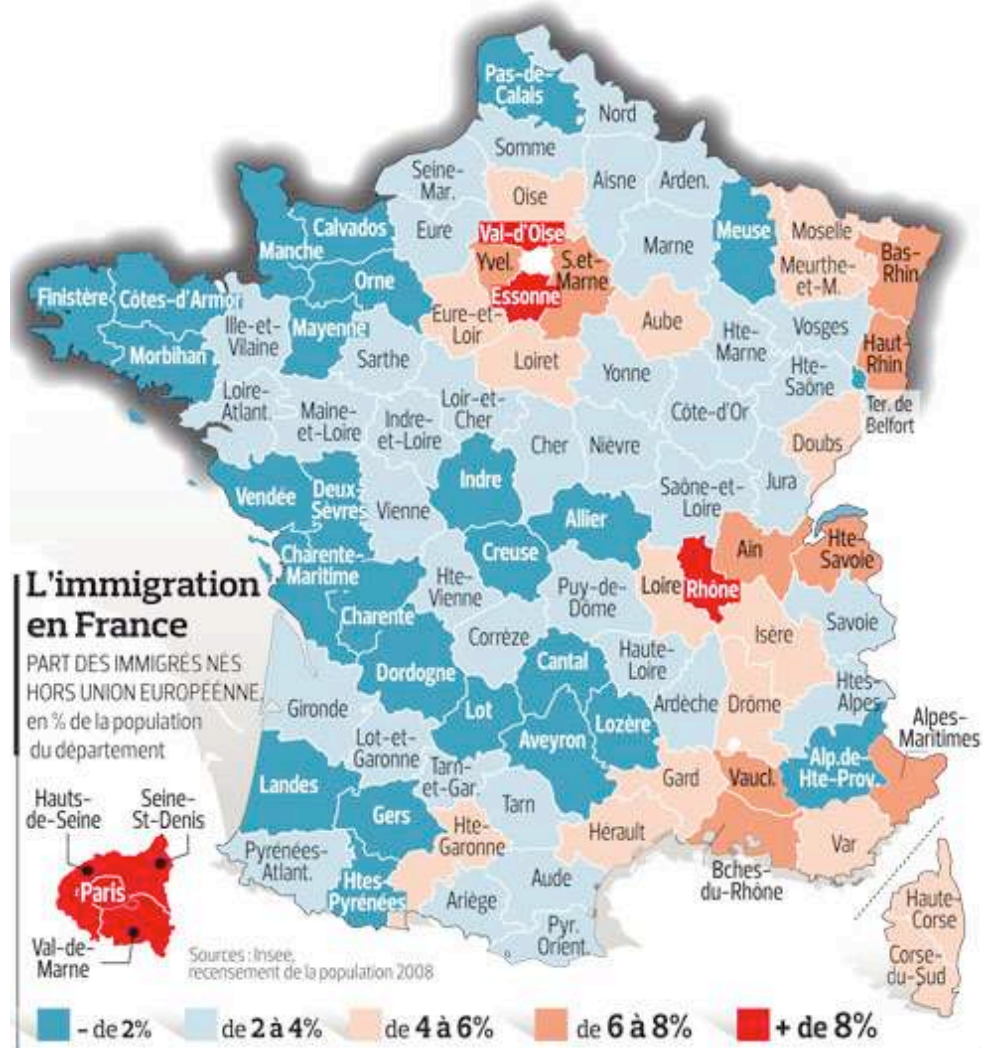 Pas-de-
Calais
Nord
Somme
Seine-
Mar.
Oise
Aisne
Arden.
Eure
Val-d'Oise
Calvados
Manche
Orne
Yvel.
S.et-
Marne
Essonne
Marne
Meuse
Moselle
Meurthe-
et-M.
Bas-
Rhin
Finistère
Côtes-d'Armor
Morbihan
Ille-et-
Vilaine
Mayenne
Sarthe
Eure-et-
Loir
Loiret
Aube
Hte-
Marne
Vosges
Haut-
Rhin
Yonne
Hte-
Saône
Ter. de
Belfort
Loire-
Atlant.
Maine-
et-Loire
Indre-
et-Loire
Loir-et-
Cher
Cher
Nièvre
Côte-d'Or
Doubs
Jura
Saône-et-
Loire
Vendée
Deux-
Sèvres
Vienne
Indre
Allier
Creuse
Charente-
Maritime
Charente
Hte-
Vienne
Puy-de-
Dôme
Loire
Rhône
Ain
Hte-
Savoie
Savoie
Isère
Corrèze
Dordogne
Cantal
Haute-
Loire
Ardèche
Drôme
Htes-
Alpes
Gironde
Lot
Lozère
Aveyron
Lot-et-
Garonne
Tarn-
et-Gar.
Tarn
Landes
Gers
Hte-
Garonne
Gard
Vaucl.
Alp.de-
Hte-Prov.
Alpes-
Maritimes
Hérault
Bches-
du-Rhône
Var
Pyrénées-
Atlant.
Htes-
Pyrénées
Ariège
Aude
Pyr.
Orient.
Haute-
Corse
Corse-
du-Sud
L'immigration
en France
PART DES IMMIGRÉS NÉS
HORS UNION EUROPÉENNE,
en % de la population
du département
Hauts-
de-Seine
Seine-
St-Denis
Paris
Val-de-
Marne
Sources : Insee,
recensement de la population 2008
- de 2%
de 2 à 4%
de 4 à 6%
de 6 à 8%
+ de 8%